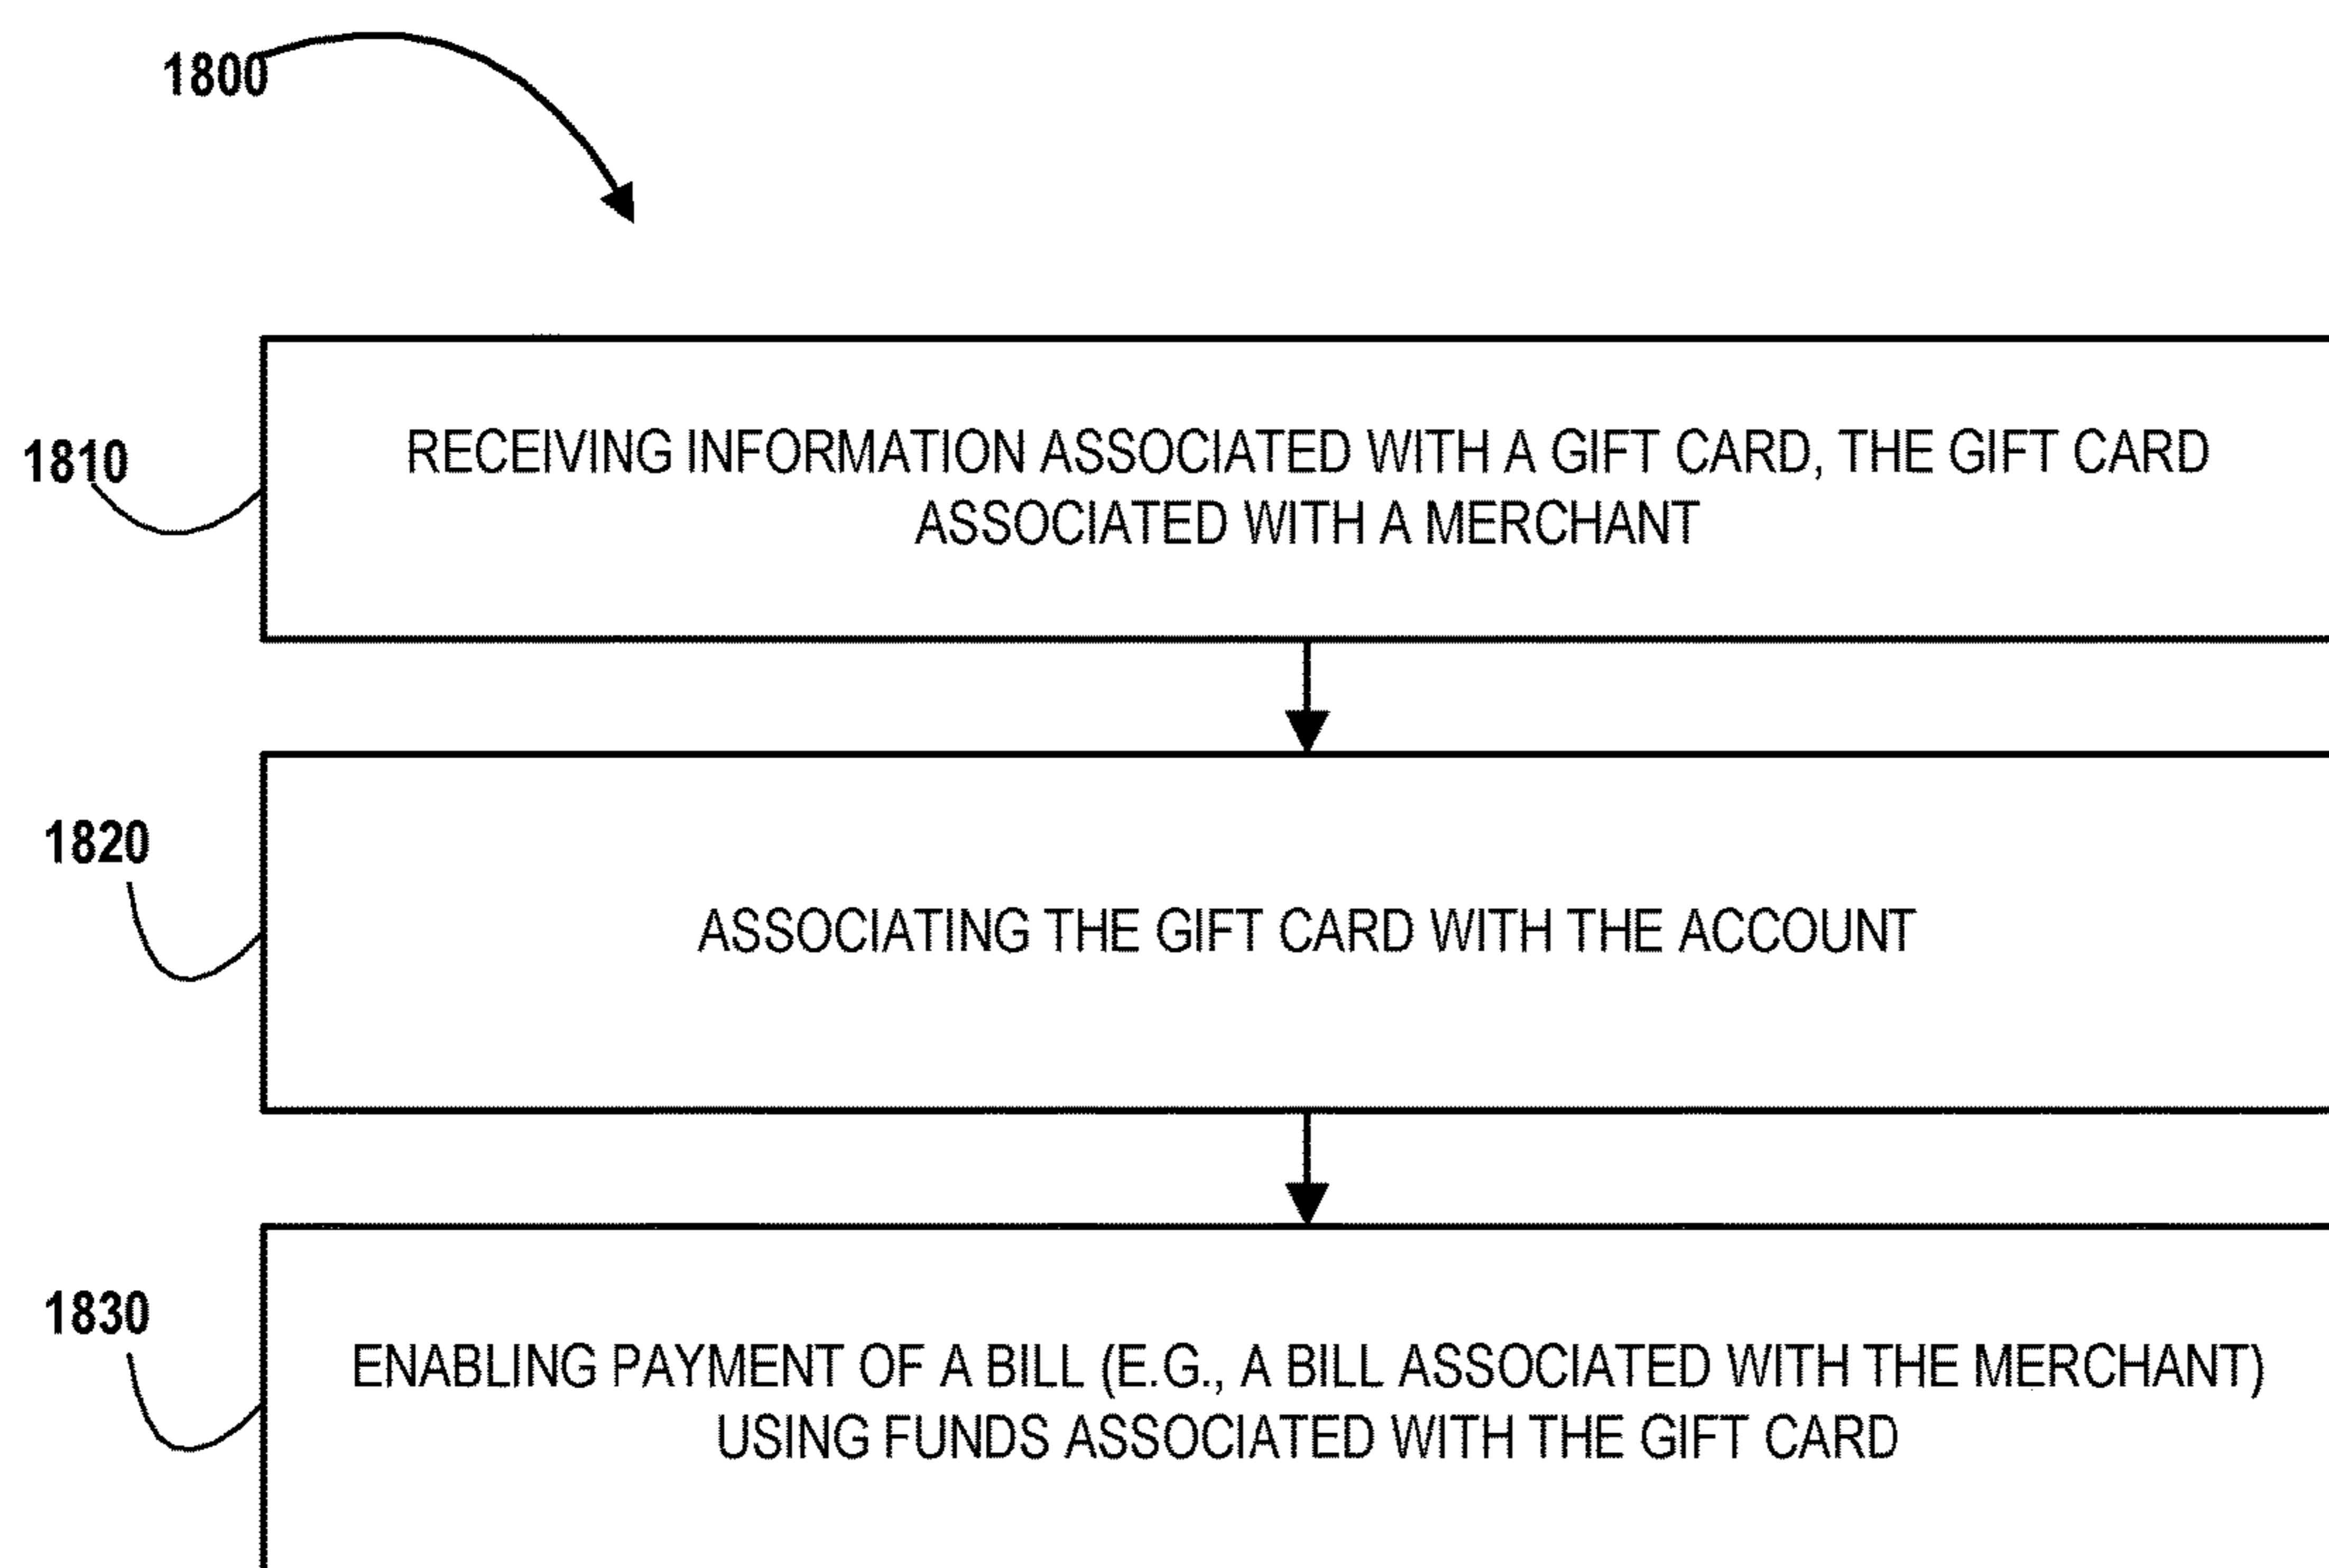 1800
1810
RECEIVING INFORMATION ASSOCIATED WITH A GIFT CARD, THE GIFT CARD
ASSOCIATED WITH A MERCHANT
1820
ASSOCIATING THE GIFT CARD WITH THE ACCOUNT
1830
ENABLING PAYMENT OF A BILL (E.G., A BILL ASSOCIATED WITH THE MERCHANT)
USING FUNDS ASSOCIATED WITH THE GIFT CARD